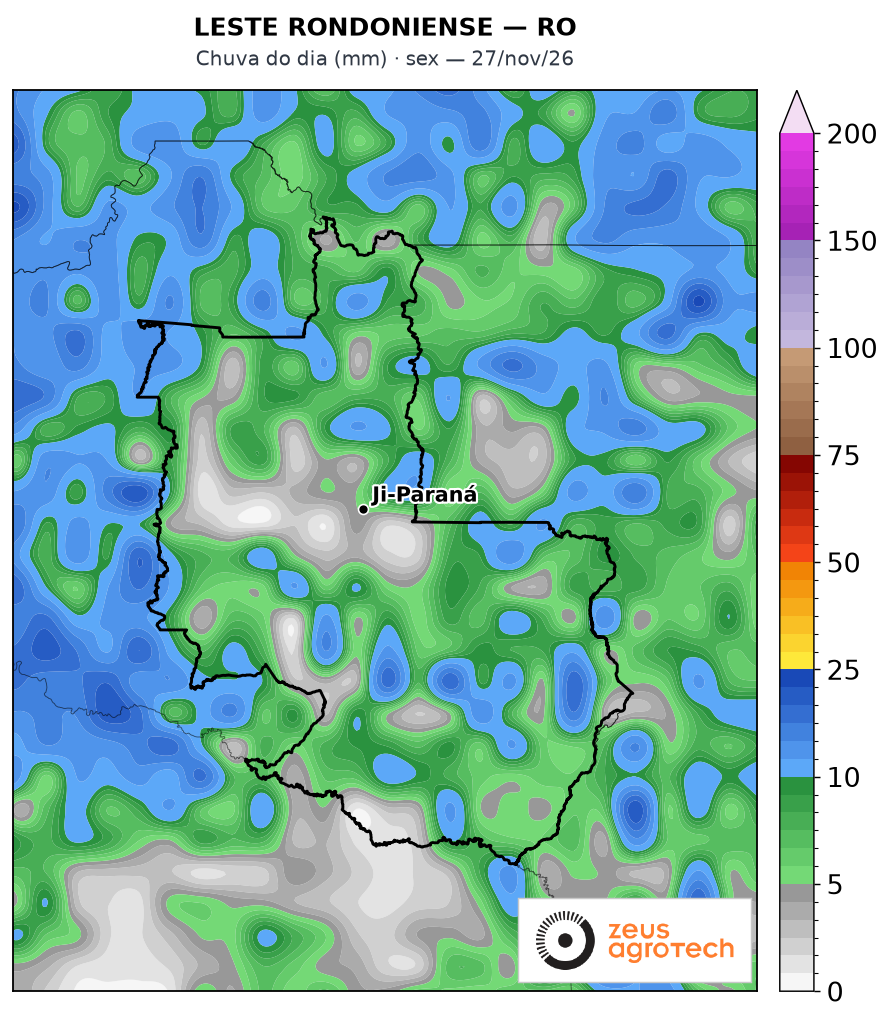 LESTE RONDONIENSE — RO
Chuva do dia (mm) · sex — 27/nov/26
200
150
100
75
50
25
10
5
0
Ji-Paraná
zeus
agrotech